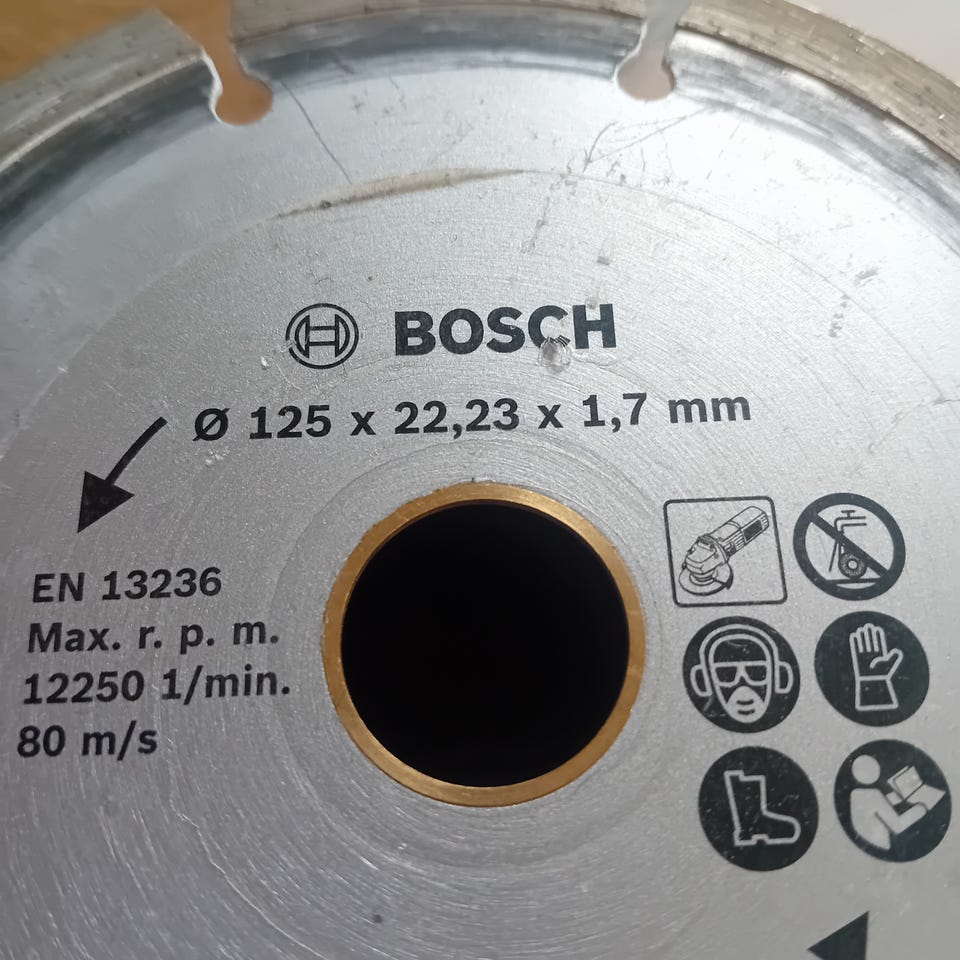 BOSCH
Ø 125 x 22,23 x 1,7 mm
EN 13236
Max. r. p. m.
12250 1/min.
80 m/s